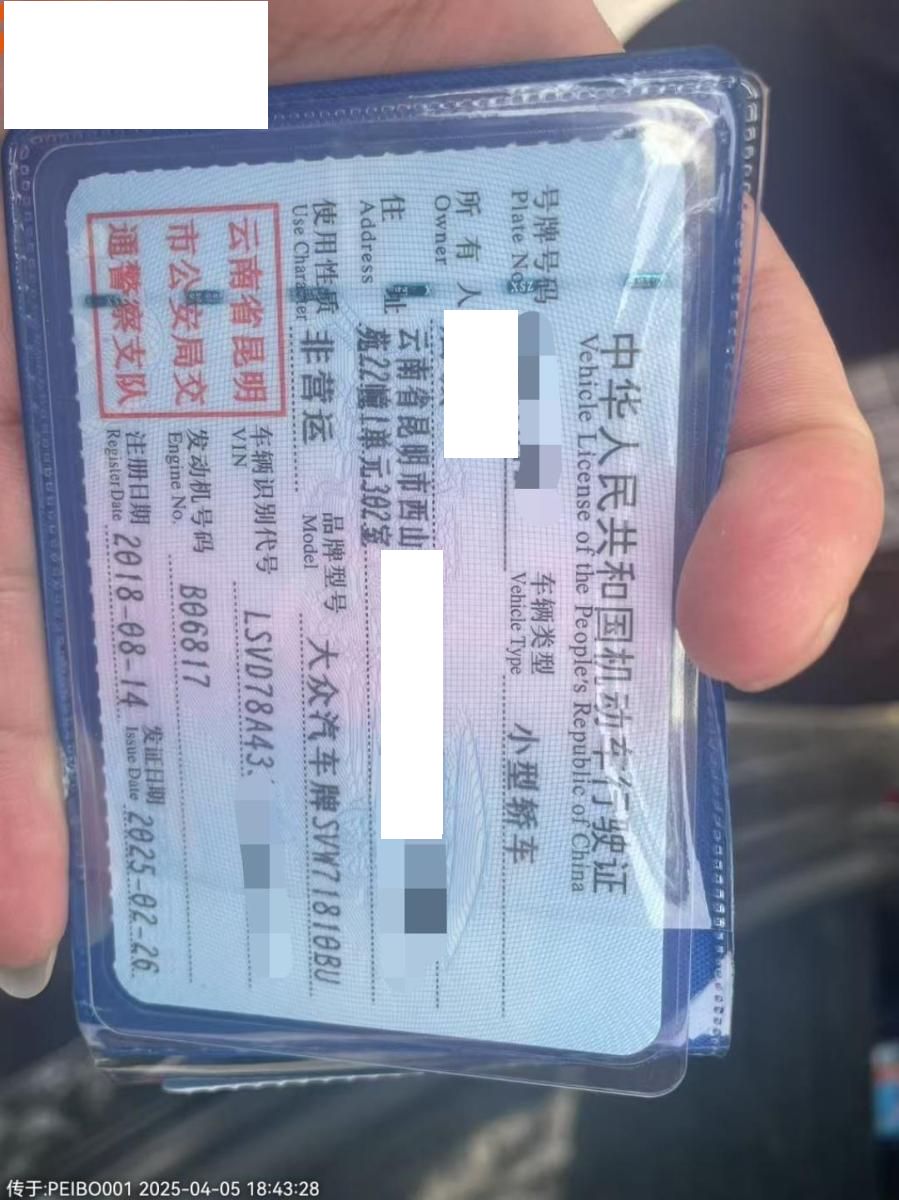 中华人民共和国机动车行驶证
Vehicle License of the People's Republic of China
号牌号码
Plate No.
车辆类型 小型轿车
Vehicle Type
所有人
Owner
住址 云南省昆明市西山
Address 苑22幢1单元302室
使用性质 非营运
Use Character
品牌型号 大众汽车牌SVW71810BU
Model
云南省昆明
市公安局交
通警察支队
车辆识别代号 LSVD78A43
VIN
发动机号码 B06817
Engine No.
注册日期 2018-08-14
Register Date
发证日期 2025-02-26
Issue Date
传于:PEIBO001 2025-04-05 18:43:28